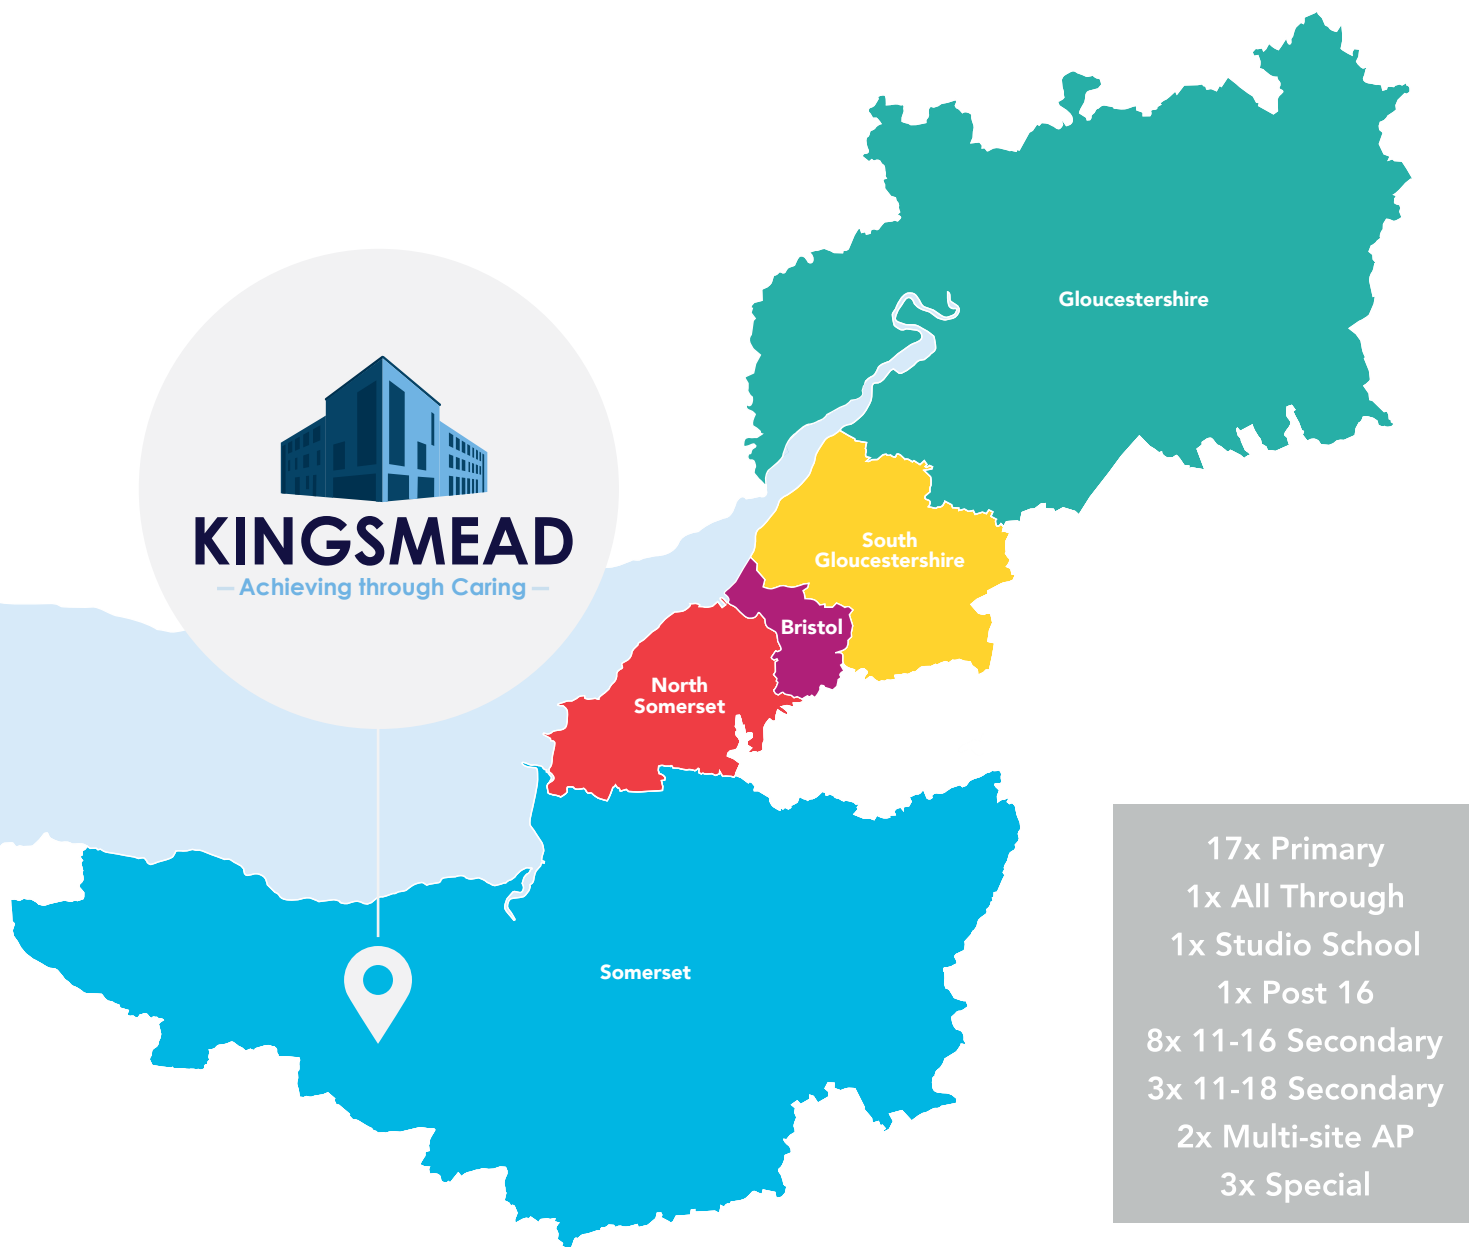 Gloucestershire
KINGSMEAD
Achieving through Caring
South
Gloucestershire
Bristol
North
Somerset
Somerset
17x Primary
1x All Through
1x Studio School
1x Post 16
8x 11-16 Secondary
3x 11-18 Secondary
2x Multi-site AP
3x Special